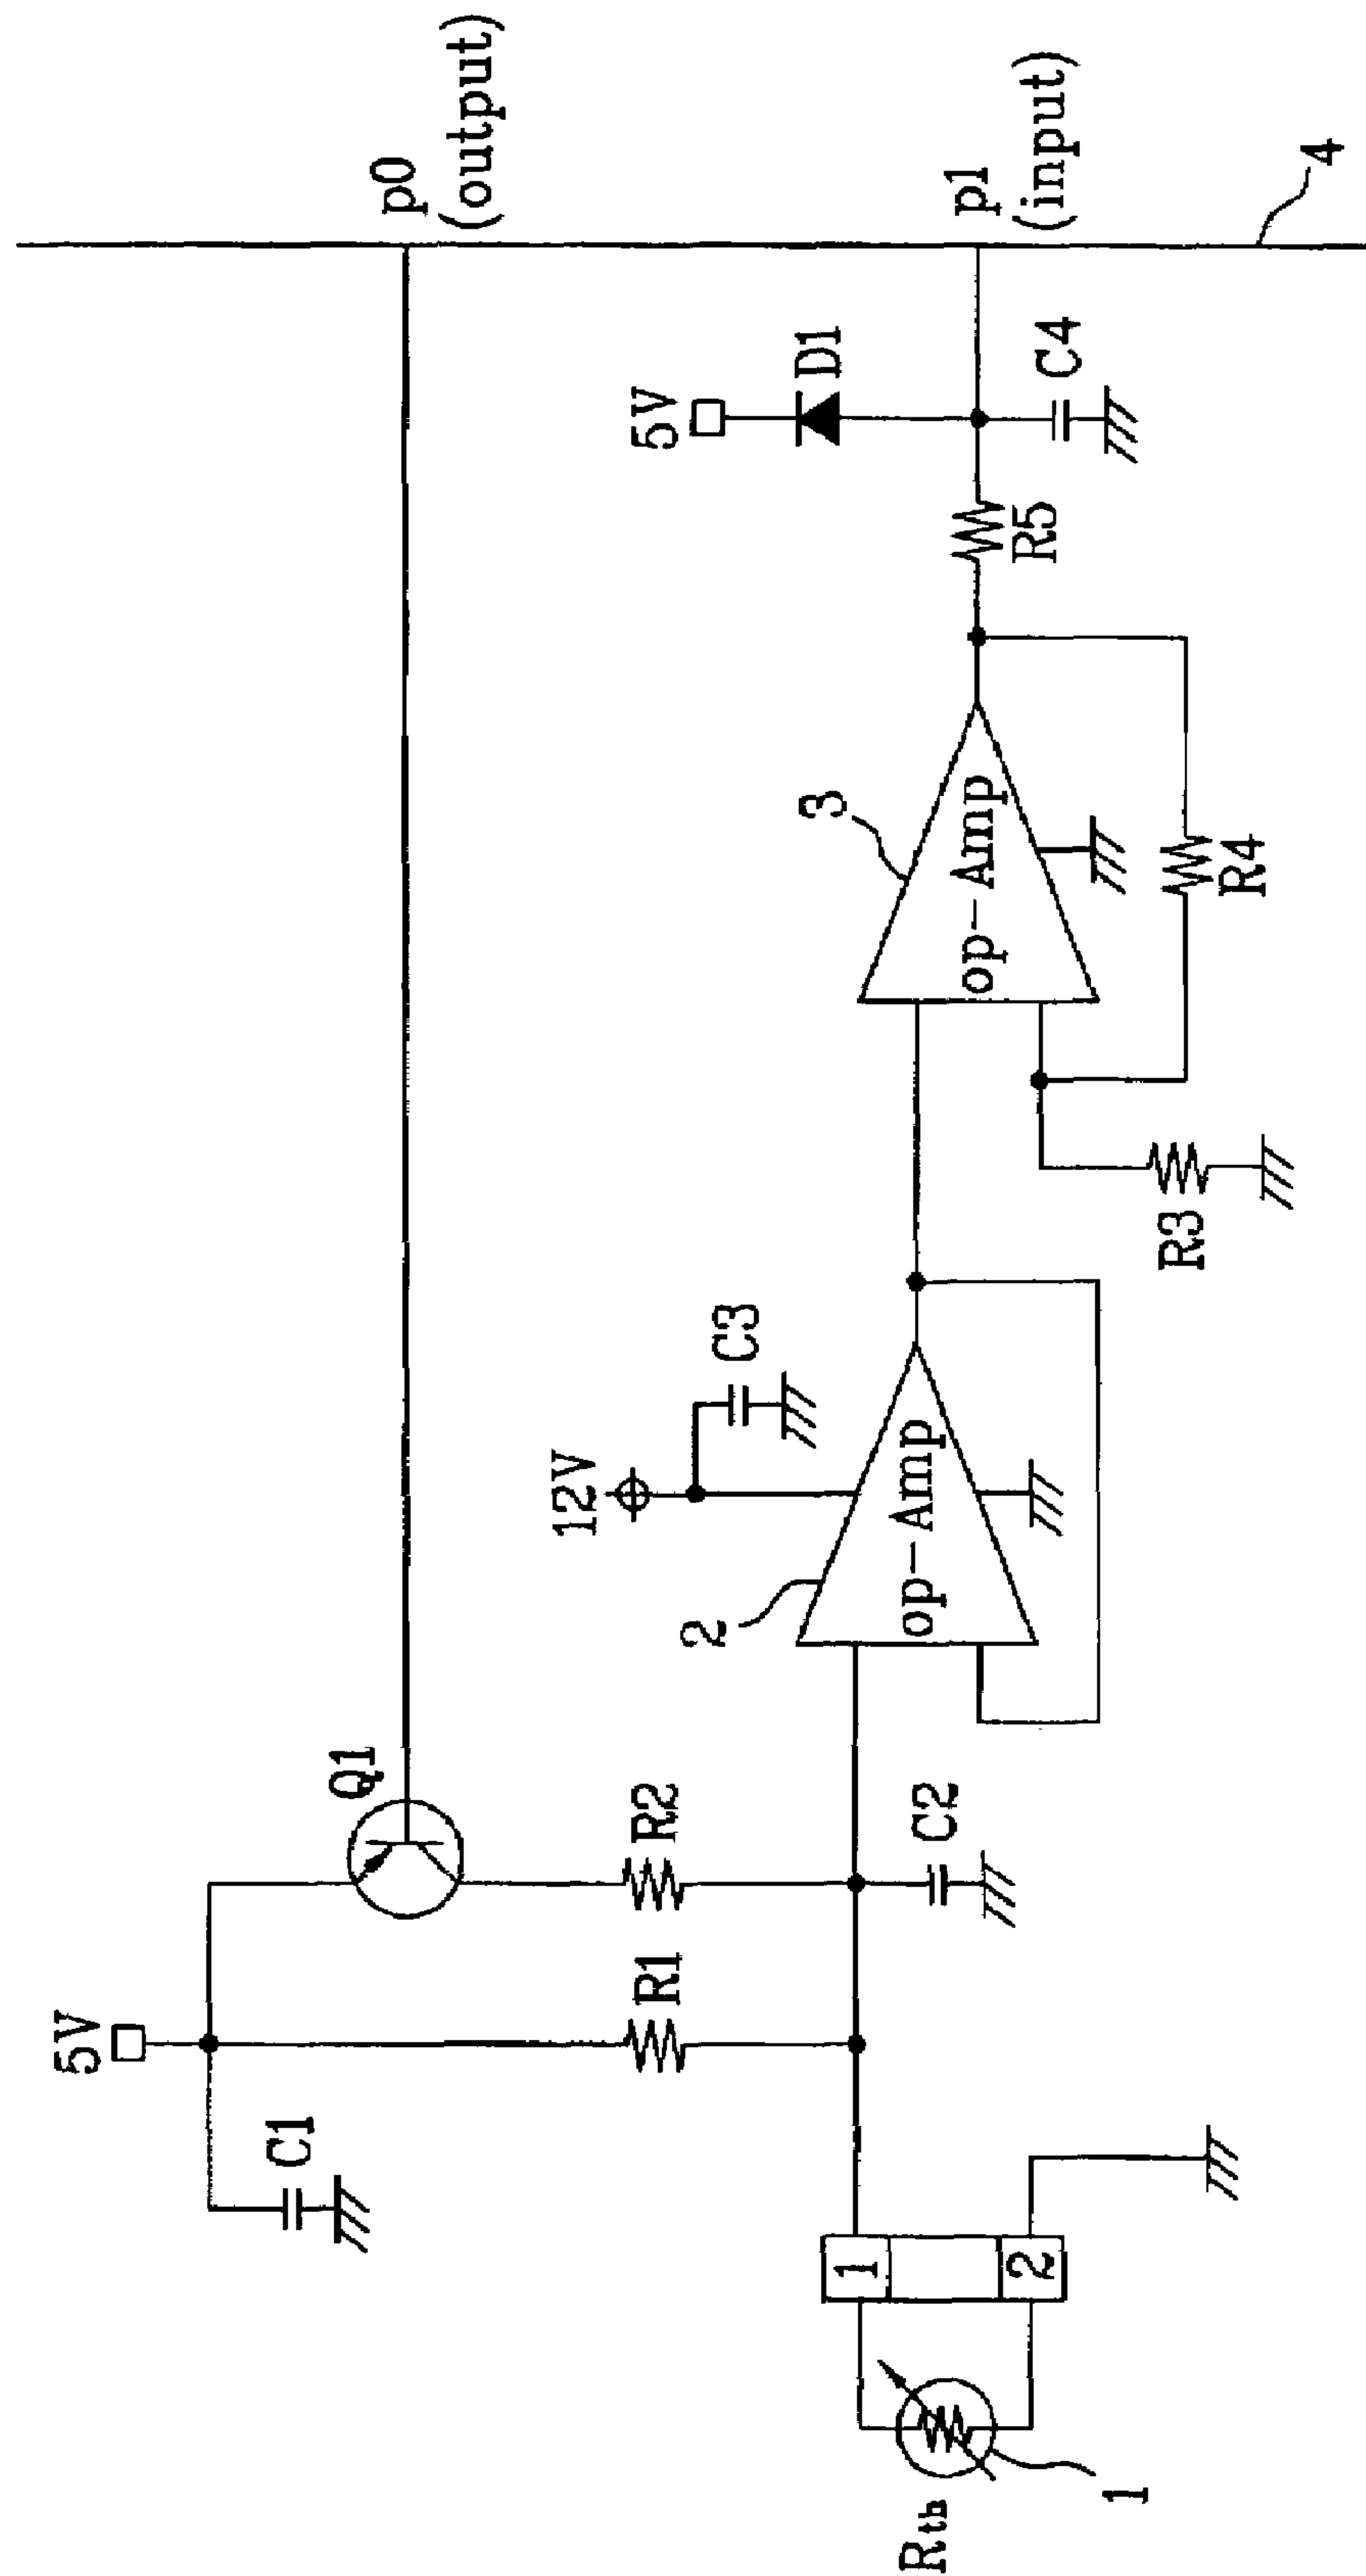 5V
C1
R1
Q1
R2
C2
Rth
1
1
2
2
op-Amp
12V
C3
3
op-Amp
R3
R4
R5
5V
D1
C4
p0
(output)
p1
(input)
4